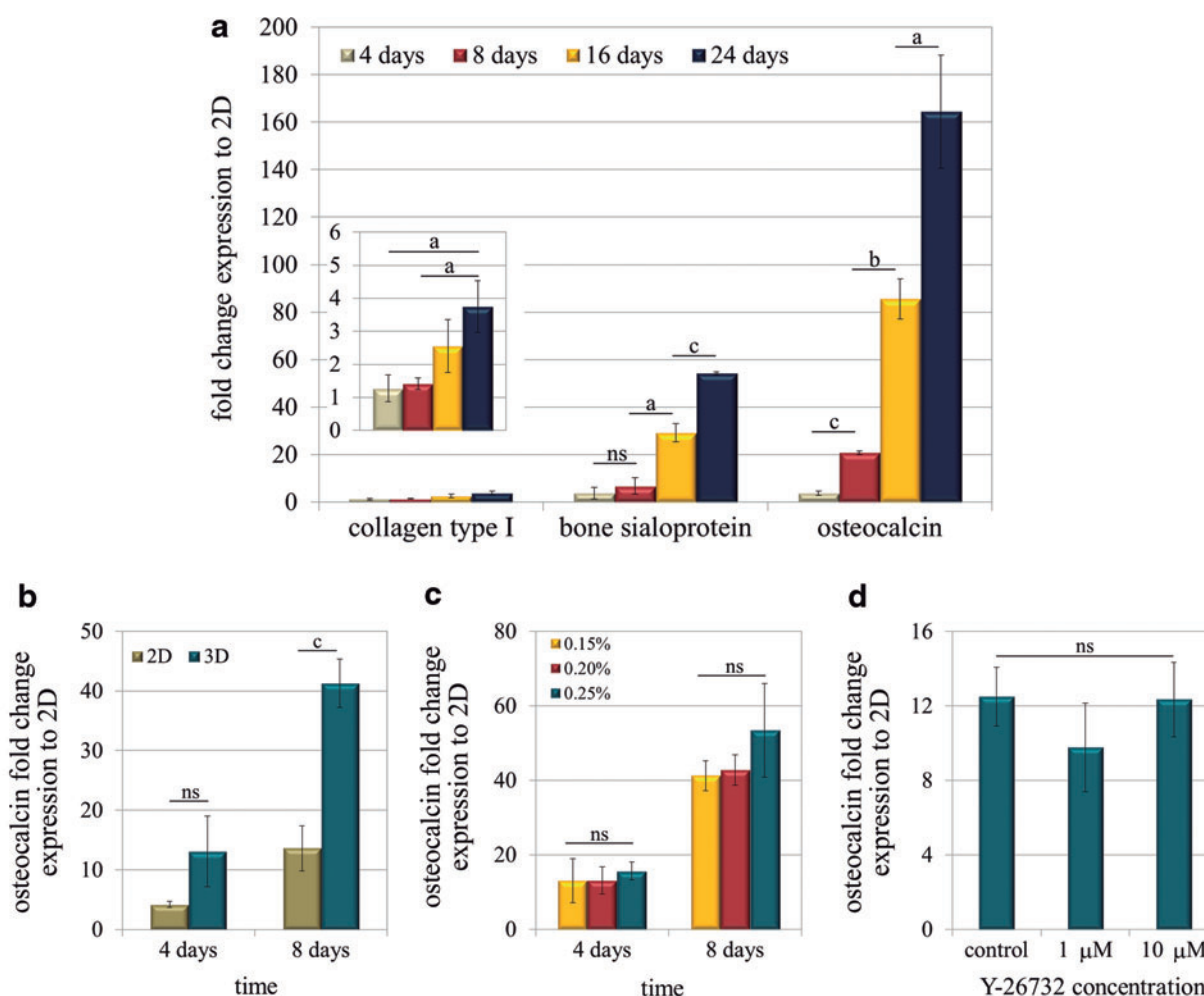 a
fold change expression to 2D
200
180
160
140
120
100
80
60
40
20
0
4 days 8 days 16 days 24 days
6
5
4
3
2
1
0
a
a
ns
a
c
c
b
a
collagen type I bone sialoprotein osteocalcin
b
osteocalcin fold change
expression to 2D
50
40
30
20
10
0
2D 3D
ns
c
4 days 8 days
time
c
osteocalcin fold change
expression to 2D
80
60
40
20
0
0.15%
0.20%
0.25%
ns
ns
4 days 8 days
time
d
osteocalcin fold change
expression to 2D
16
12
8
4
0
ns
control 1 μM 10 μM
Y-26732 concentration